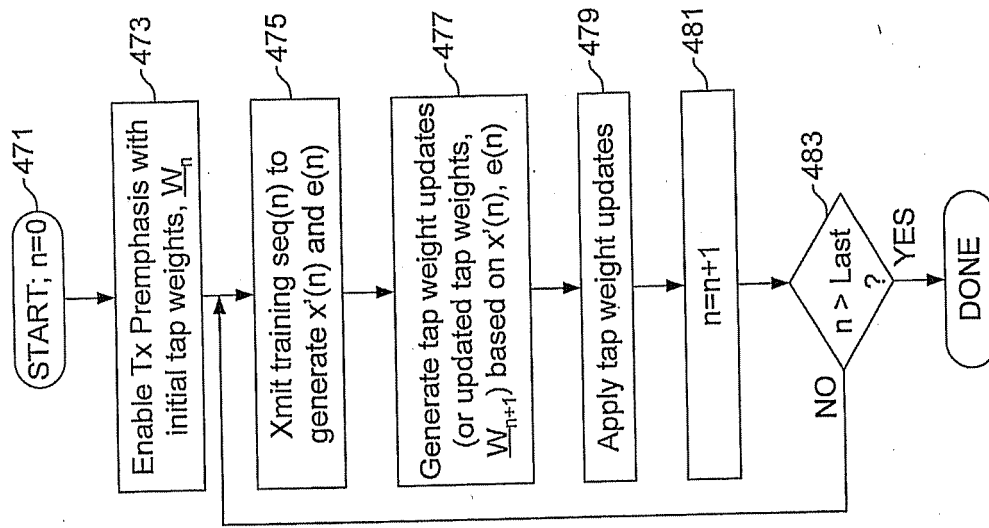 START; n=0
471
Enable Tx Premphasis with
initial tap weights, W_n
473
Xmit training seq(n) to
generate x'(n) and e(n)
475
Generate tap weight updates
(or updated tap weights,
W_n+1) based on x'(n), e(n)
477
Apply tap weight updates
479
n=n+1
481
n > Last
?
483
NO
YES
DONE